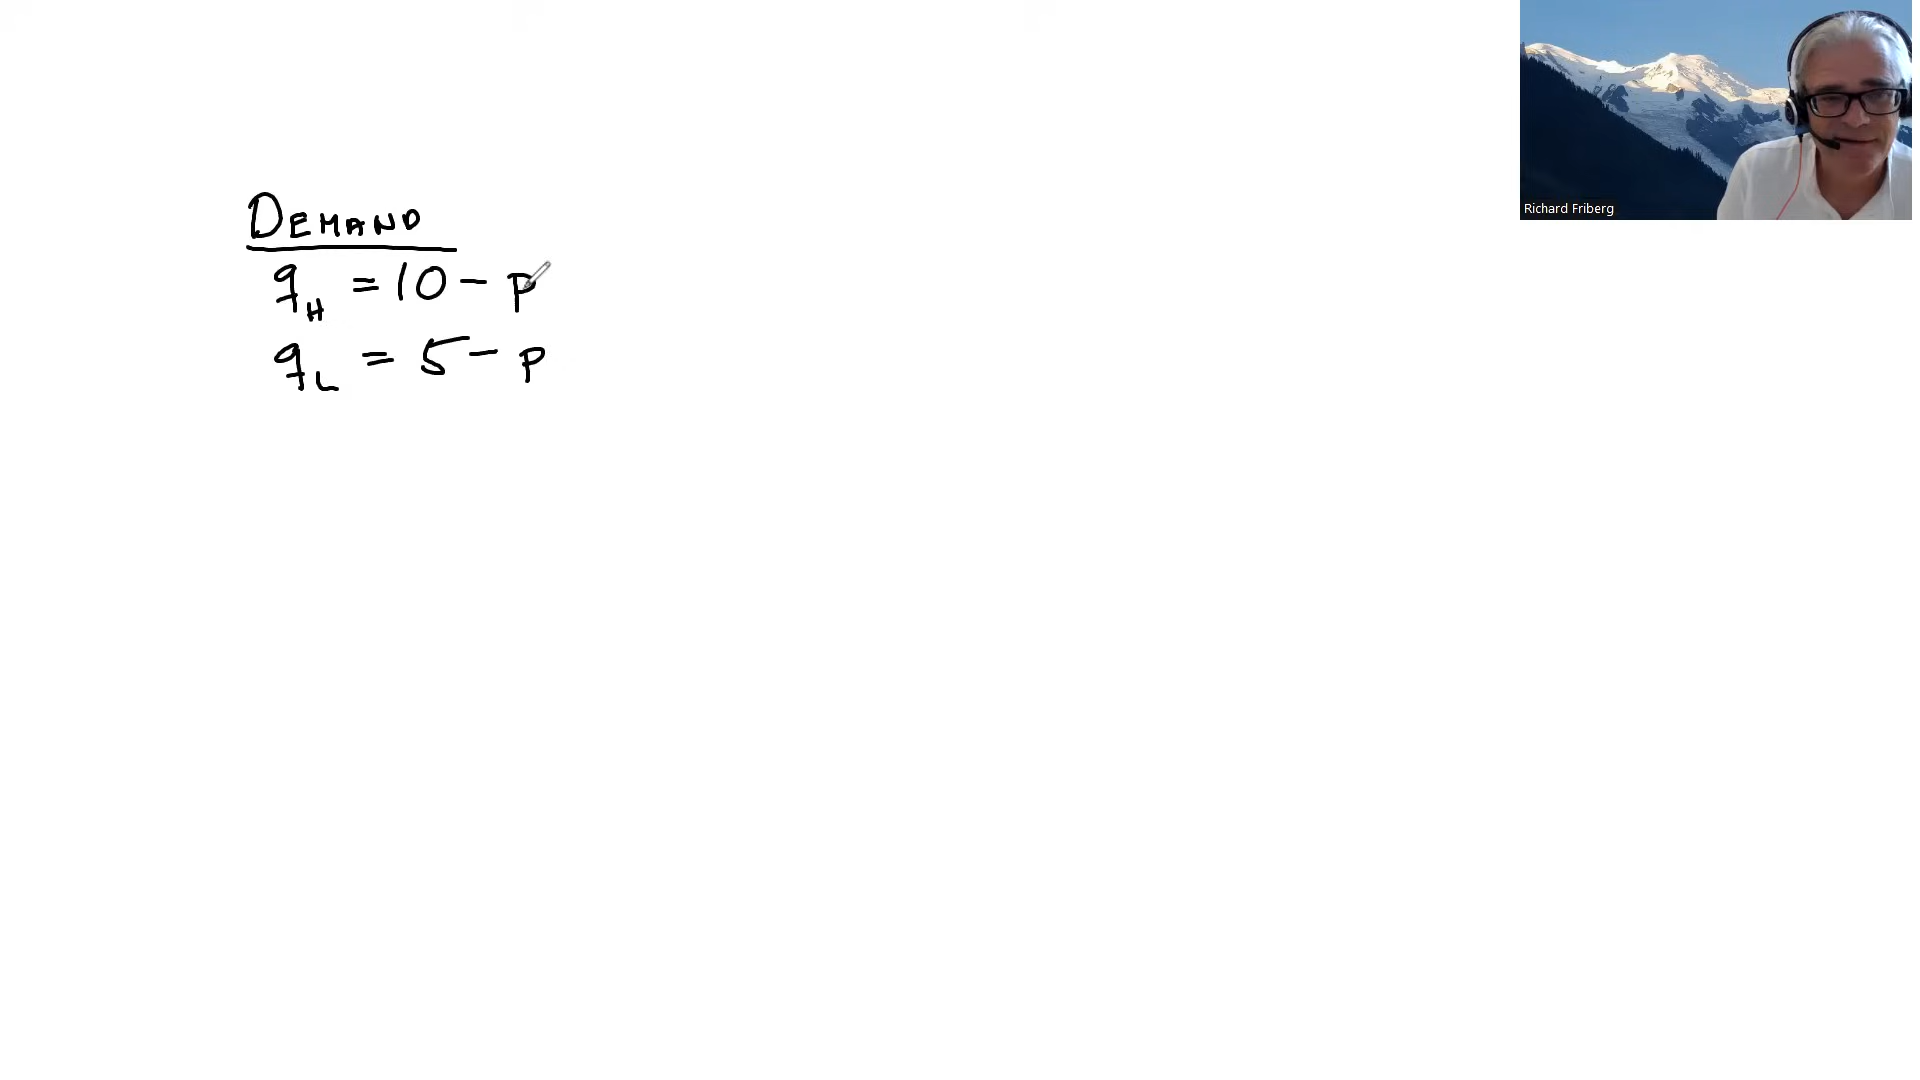 DEMAND
q_H = 10 - p
q_L = 5 - p
Richard Friberg